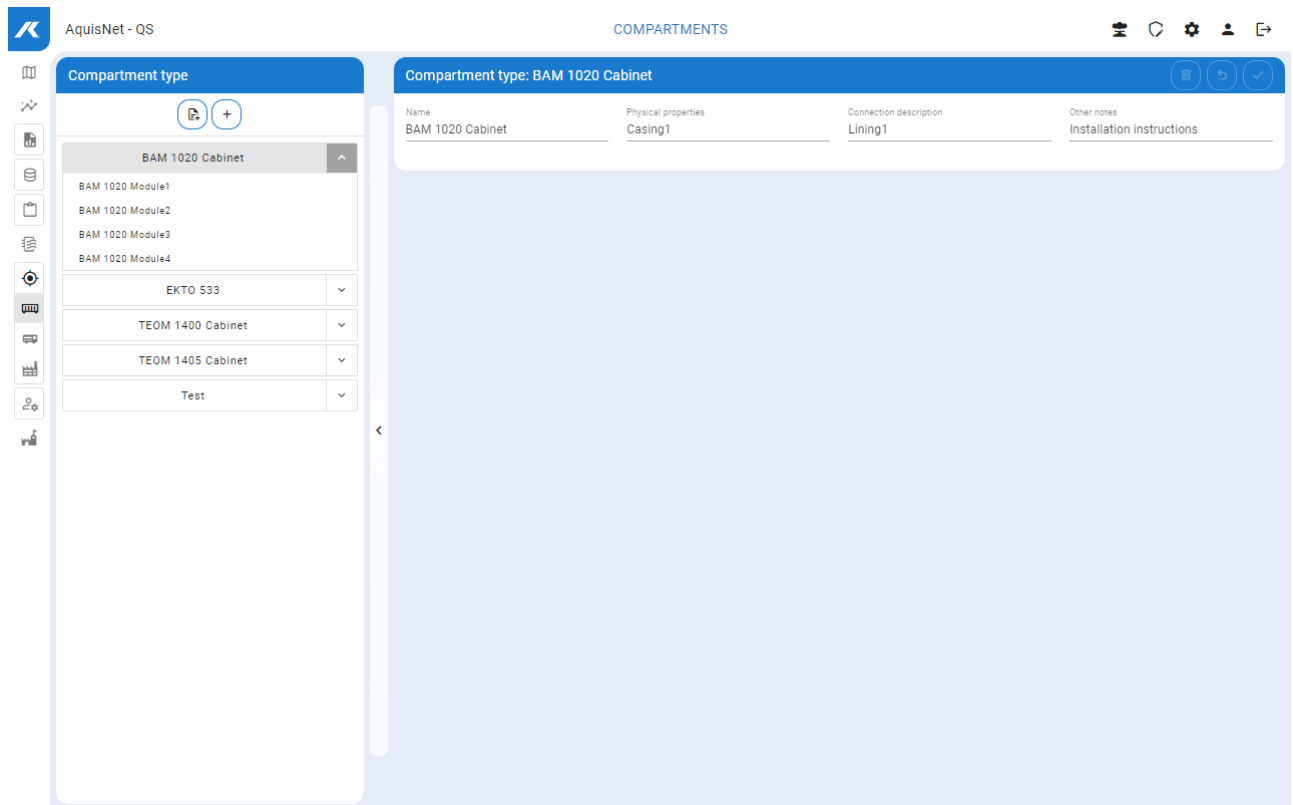 AquisNet - QS
COMPARTMENTS
Compartment type
BAM 1020 Cabinet
BAM 1020 Module1
BAM 1020 Module2
BAM 1020 Module3
BAM 1020 Module4
EKTO 533
TEOM 1400 Cabinet
TEOM 1405 Cabinet
Test
Compartment type: BAM 1020 Cabinet
Name
BAM 1020 Cabinet
Physical properties
Casing1
Connection description
Lining1
Other notes
Installation instructions